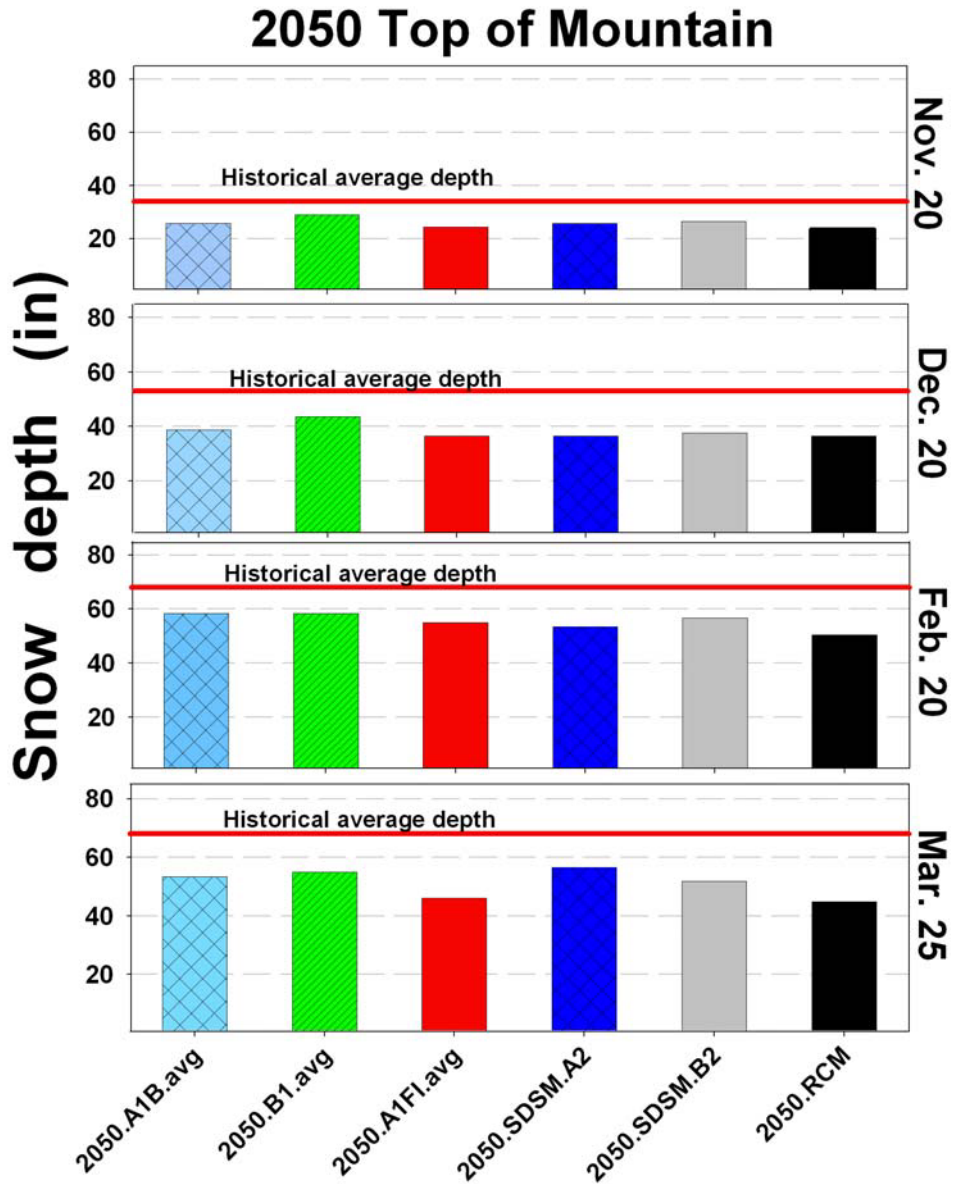 2050 Top of Mountain
Snow depth (in)
80
60
40
20
Historical average depth
Nov. 20
80
60
40
20
Historical average depth
Dec. 20
80
60
40
20
Historical average depth
Feb. 20
80
60
40
20
Historical average depth
Mar. 25
2050.A1B.avg
2050.B1.avg
2050.A1FI.avg
2050.SDSM.A2
2050.SDSM.B2
2050.RCM